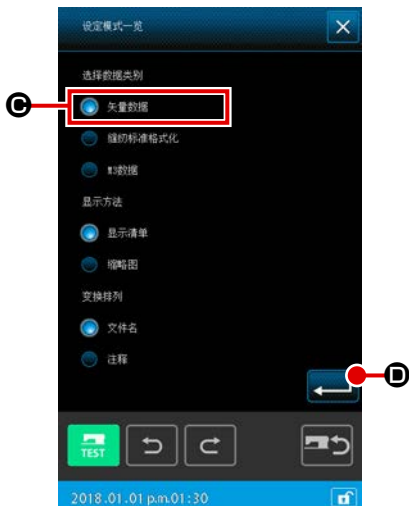 设定模式一览
选择数据类别
C 矢量数据
缝纫标准格式化
M3数据
显示方法
显示清单
缩略图
变换排列
文件名
注释
D
TEST
2018.01.01 p.m.01:30